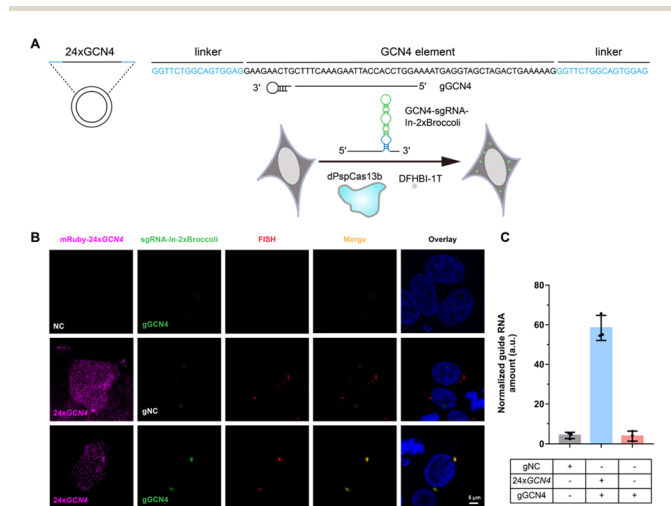 A
24xGCN4
linker
GCN4 element
linker
GGTTCTGGCAGTGGAGGAAGAACTGCTTTCAAAGAATTACCACCTGGAAAATGAGGTAGCTAGACTGAAAAAGGGTTCTGGCAGTGGAG
3′ 5′ gGCN4
GCN4-sgRNA-
In-2xBroccoli
5′ 3′
dPspCas13b
DFHBI-1T
B
mRuby-24xGCN4 sgRNA-In-2xBroccoli FISH Merge Overlay
NC gGCN4
24xGCN4 gNC
24xGCN4 gGCN4
5 μm
C
Normalized guide RNA
amount (a.u.)
80
60
40
20
0
gNC + - -
24xGCN4 - + -
gGCN4 - + +